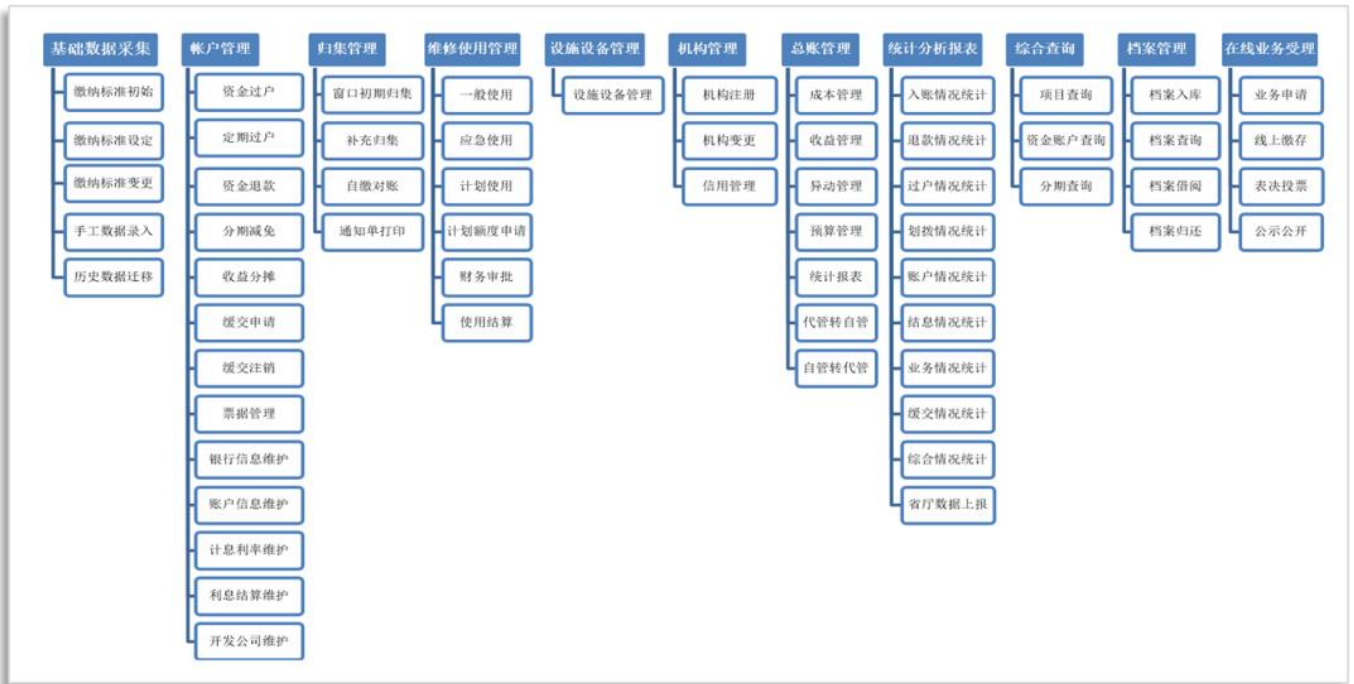 基础数据采集
缴纳标准初始
缴纳标准设定
缴纳标准变更
手工数据录入
历史数据迁移
帐户管理
资金过户
定期过户
资金退款
分期减免
收益分摊
缓交申请
缓交注销
票据管理
银行信息维护
账户信息维护
计息利率维护
利息结算维护
开发公司维护
归集管理
窗口初期归集
补充归集
自缴对账
通知单打印
维修使用管理
一般使用
应急使用
计划使用
计划额度申请
财务审批
使用结算
设施设备管理
设施设备管理
机构管理
机构注册
机构变更
信用管理
总账管理
成本管理
收益管理
异动管理
预算管理
统计报表
代管转自管
自管转代管
统计分析报表
入账情况统计
退款情况统计
过户情况统计
划拨情况统计
账户情况统计
结息情况统计
业务情况统计
缓交情况统计
综合情况统计
省厅数据上报
综合查询
项目查询
资金账户查询
分期查询
档案管理
档案入库
档案查询
档案借阅
档案归还
在线业务受理
业务申请
线上缴存
表决投票
公示公开